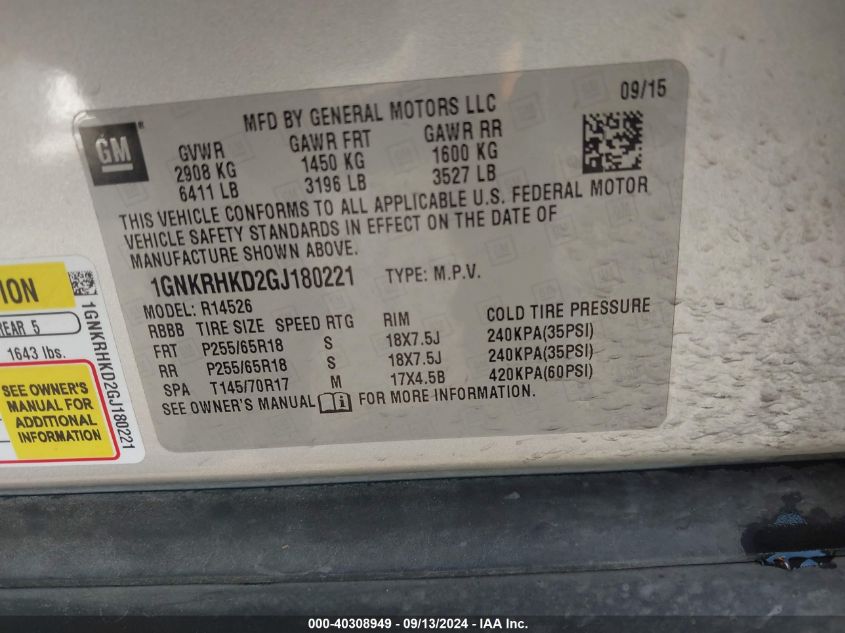 MFD BY GENERAL MOTORS LLC 09/15
GM
GVWR GAWR FRT GAWR RR
2908 KG 1450 KG 1600 KG
6411 LB 3196 LB 3527 LB
THIS VEHICLE CONFORMS TO ALL APPLICABLE U.S. FEDERAL MOTOR
VEHICLE SAFETY STANDARDS IN EFFECT ON THE DATE OF
MANUFACTURE SHOWN ABOVE.
1GNKRHKD2GJ180221 TYPE: M.P.V.
MODEL: R14526
RBBB TIRE SIZE SPEED RTG RIM COLD TIRE PRESSURE
FRT P255/65R18 S 18X7.5J 240KPA(35PSI)
RR P255/65R18 S 18X7.5J 240KPA(35PSI)
SPA T145/70R17 M 17X4.5B 420KPA(60PSI)
SEE OWNER'S MANUAL i FOR MORE INFORMATION.
REAR 5
1643 lbs.
SEE OWNER'S
MANUAL FOR
ADDITIONAL
INFORMATION
1GNKRHKD2GJ180221
000-40308949 - 09/13/2024 - IAA Inc.